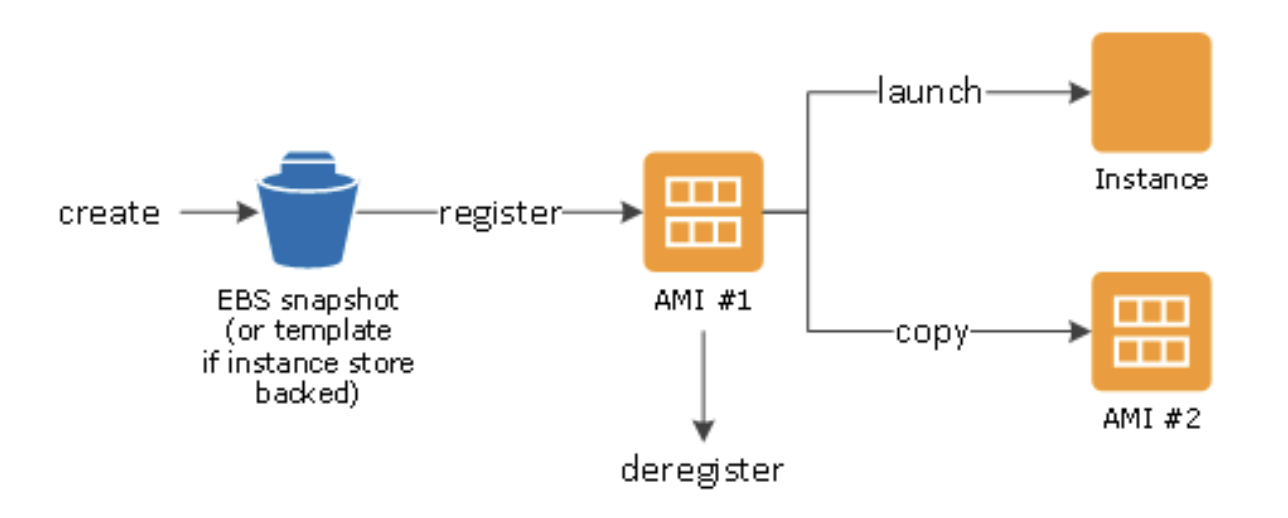 create
EBS snapshot
(or template
if instance store
backed)
register
AMI #1
deregister
launch
Instance
copy
AMI #2